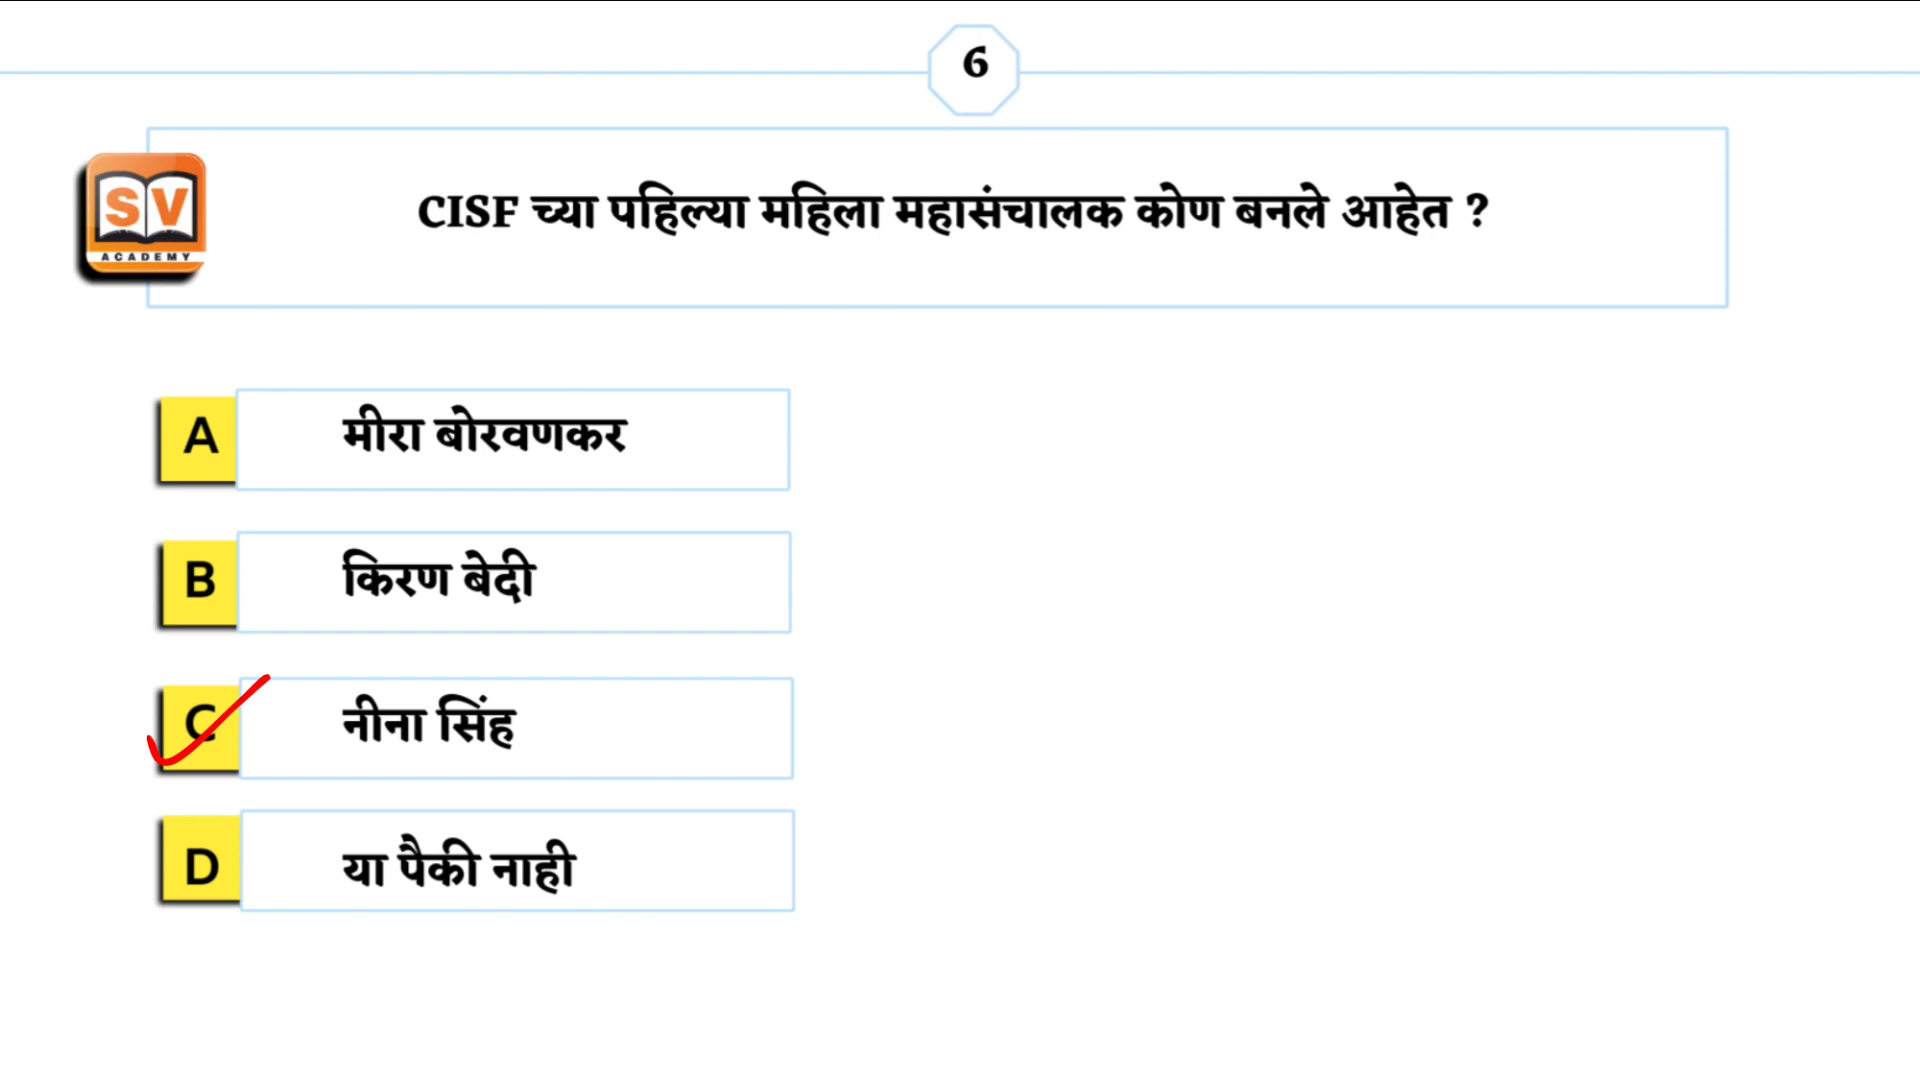 6
SV
ACADEMY
CISF च्या पहिल्या महिला महासंचालक कोण बनले आहेत ?
A मीरा बोरवणकर
B किरण बेदी
C नीना सिंह
D या पैकी नाही